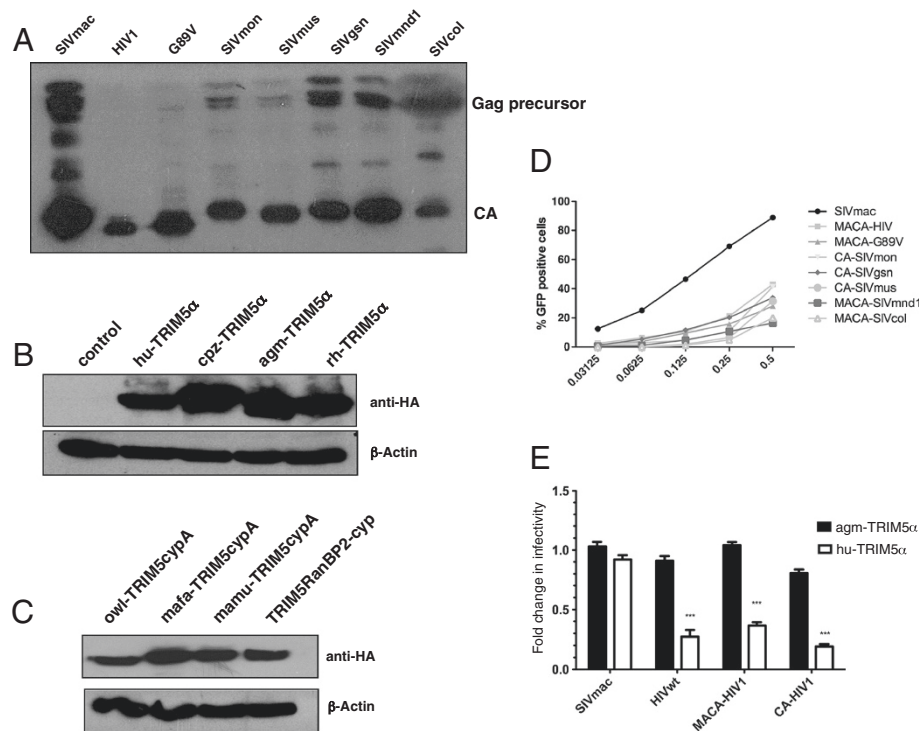 A
SIVmac
HIV1
G89V
SIVmon
SIVmus
SIVgsn
SIVmnd1
SIVcol
Gag precursor
CA
B
control
hu-TRIM5α
cpz-TRIM5α
agm-TRIM5α
rh-TRIM5α
anti-HA
β-Actin
C
owl-TRIM5cypA
mafa-TRIM5cypA
mamu-TRIM5cypA
TRIM5RanBP2-cyp
anti-HA
β-Actin
D
% GFP positive cells
100
80
60
40
20
0
0.03125
0.0625
0.125
0.25
0.5
SIVmac
MACA-HIV
MACA-G89V
CA-SIVmon
CA-SIVgsn
CA-SIVmus
MACA-SIVmnd1
MACA-SIVcol
E
Fold change in infectivity
1.5
1.0
0.5
0.0
***
***
***
SIVmac
HIVwt
MACA-HIV1
CA-HIV1
agm-TRIM5α
hu-TRIM5α